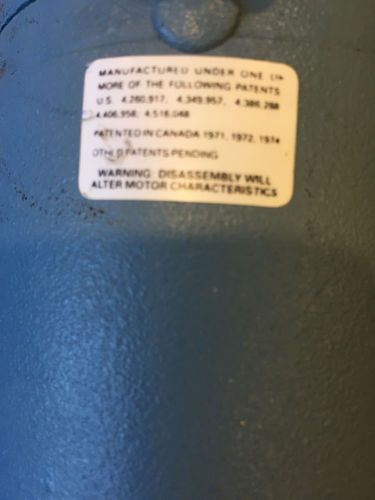 MANUFACTURED UNDER ONE OR
MORE OF THE FOLLOWING PATENTS
U.S. 4,260,917, 4,349,957, 4,386,288
4,406,958, 4,516,048
PATENTED IN CANADA 1971, 1972, 1974
OTHER PATENTS PENDING
WARNING: DISASSEMBLY WILL
ALTER MOTOR CHARACTERISTICS